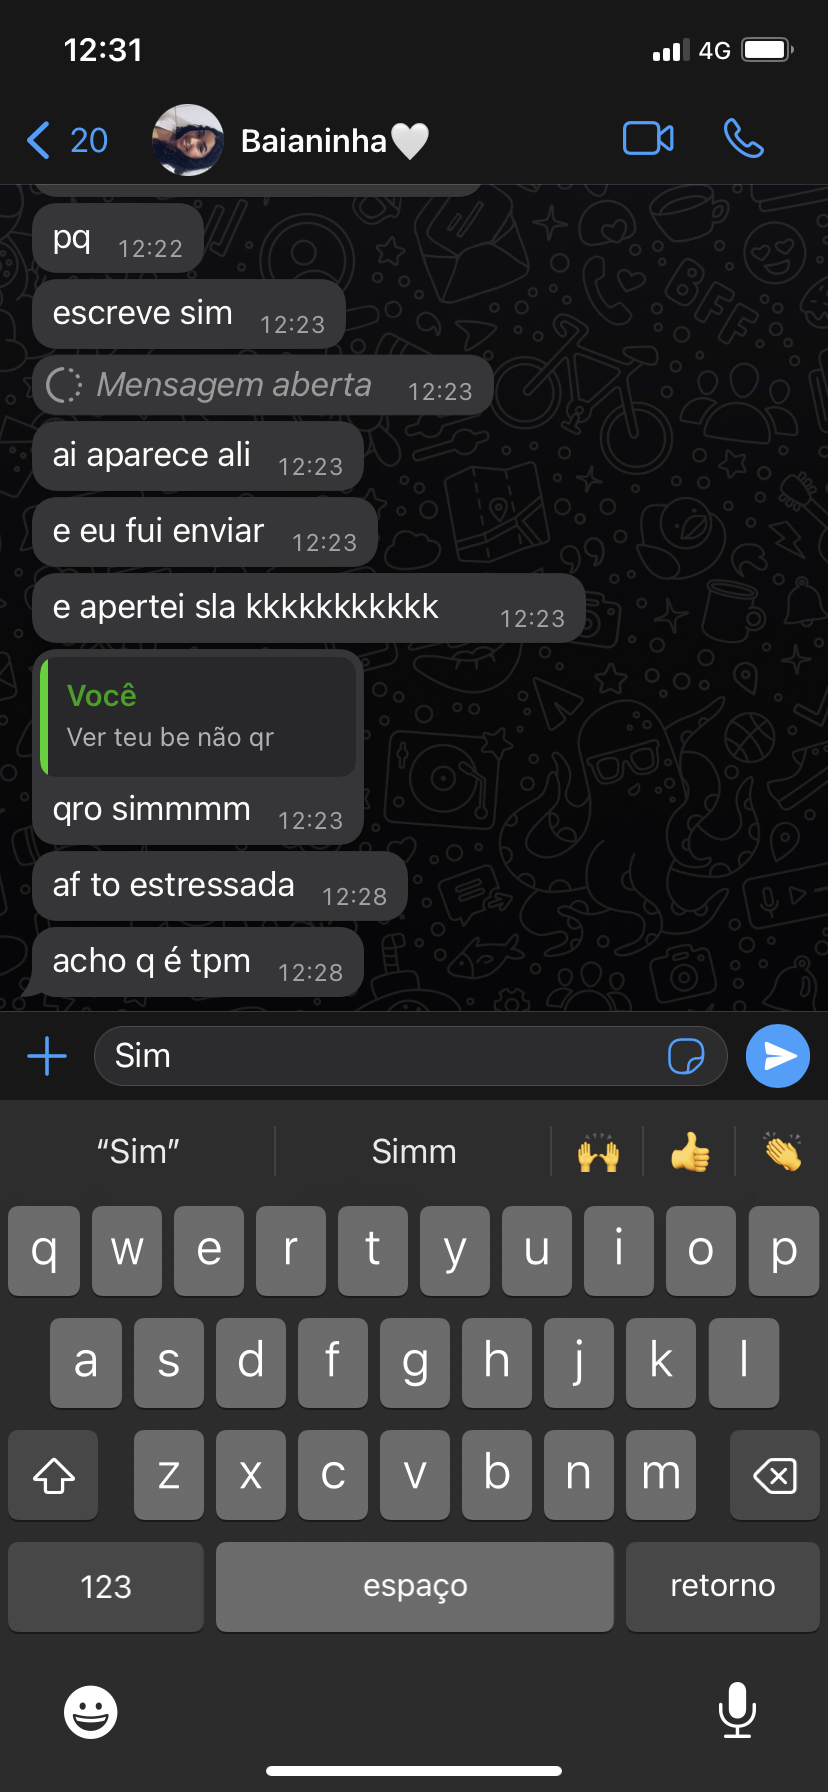 12:31
4G
20
Baianinha🤍
pq 12:22
escreve sim 12:23
Mensagem aberta 12:23
ai aparece ali 12:23
e eu fui enviar 12:23
e apertei sla kkkkkkkkkkk 12:23
Você
Ver teu be não qr
qro simmmm 12:23
af to estressada 12:28
acho q é tpm 12:28
Sim
“Sim” Simm 🙌 👍 👏
q w e r t y u i o p
a s d f g h j k l
z x c v b n m
123 espaço retorno